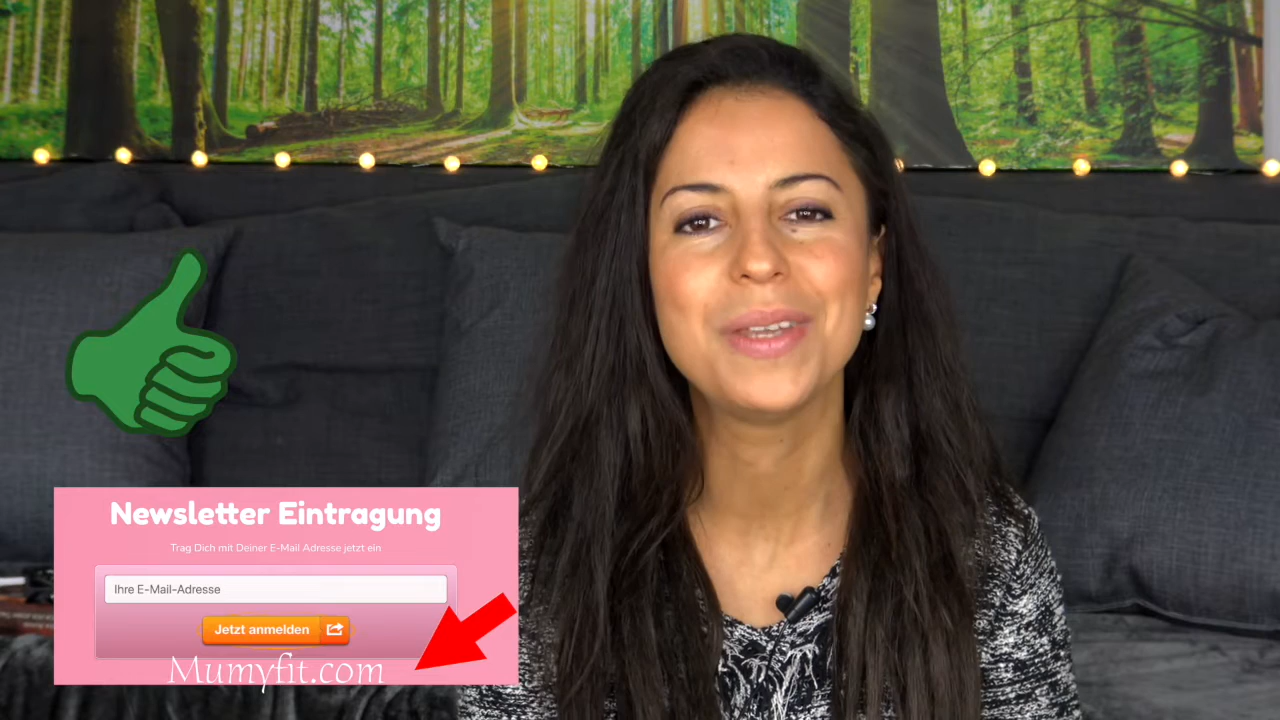 Newsletter Eintragung
Trag Dich mit Deiner E-Mail Adresse jetzt ein
Ihre E-Mail-Adresse
Jetzt anmelden
Mumyfit.com